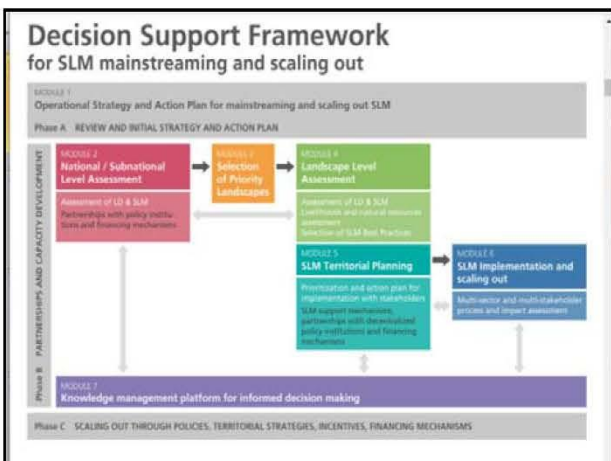 Decision Support Framework
for SLM mainstreaming and scaling out
MODULE 1
Operational Strategy and Action Plan for mainstreaming and scaling out SLM
Phase A REVIEW AND INITIAL STRATEGY AND ACTION PLAN
PARTNERSHIPS AND CAPACITY DEVELOPMENT
Phase B
MODULE 2
National / Subnational
Level Assessment
Assessment of LD & SLM
Partnerships with policy institu-
tions and financing mechanisms
MODULE 3
Selection
of Priority
Landscapes
MODULE 4
Landscape Level
Assessment
Assessment of LD & SLM
Livelihoods and natural resources
assessment
Selection of SLM Best Practices
MODULE 5
SLM Territorial Planning
Prioritisation and action plan for
implementation with stakeholders
SLM support mechanisms,
partnerships with decentralized
policy institutions and financing
mechanisms
MODULE 6
SLM Implementation and
scaling out
Multi-sector and multi-stakeholder
process and impact assessment
MODULE 7
Knowledge management platform for informed decision making
Phase C SCALING OUT THROUGH POLICIES, TERRITORIAL STRATEGIES, INCENTIVES, FINANCING MECHANISMS